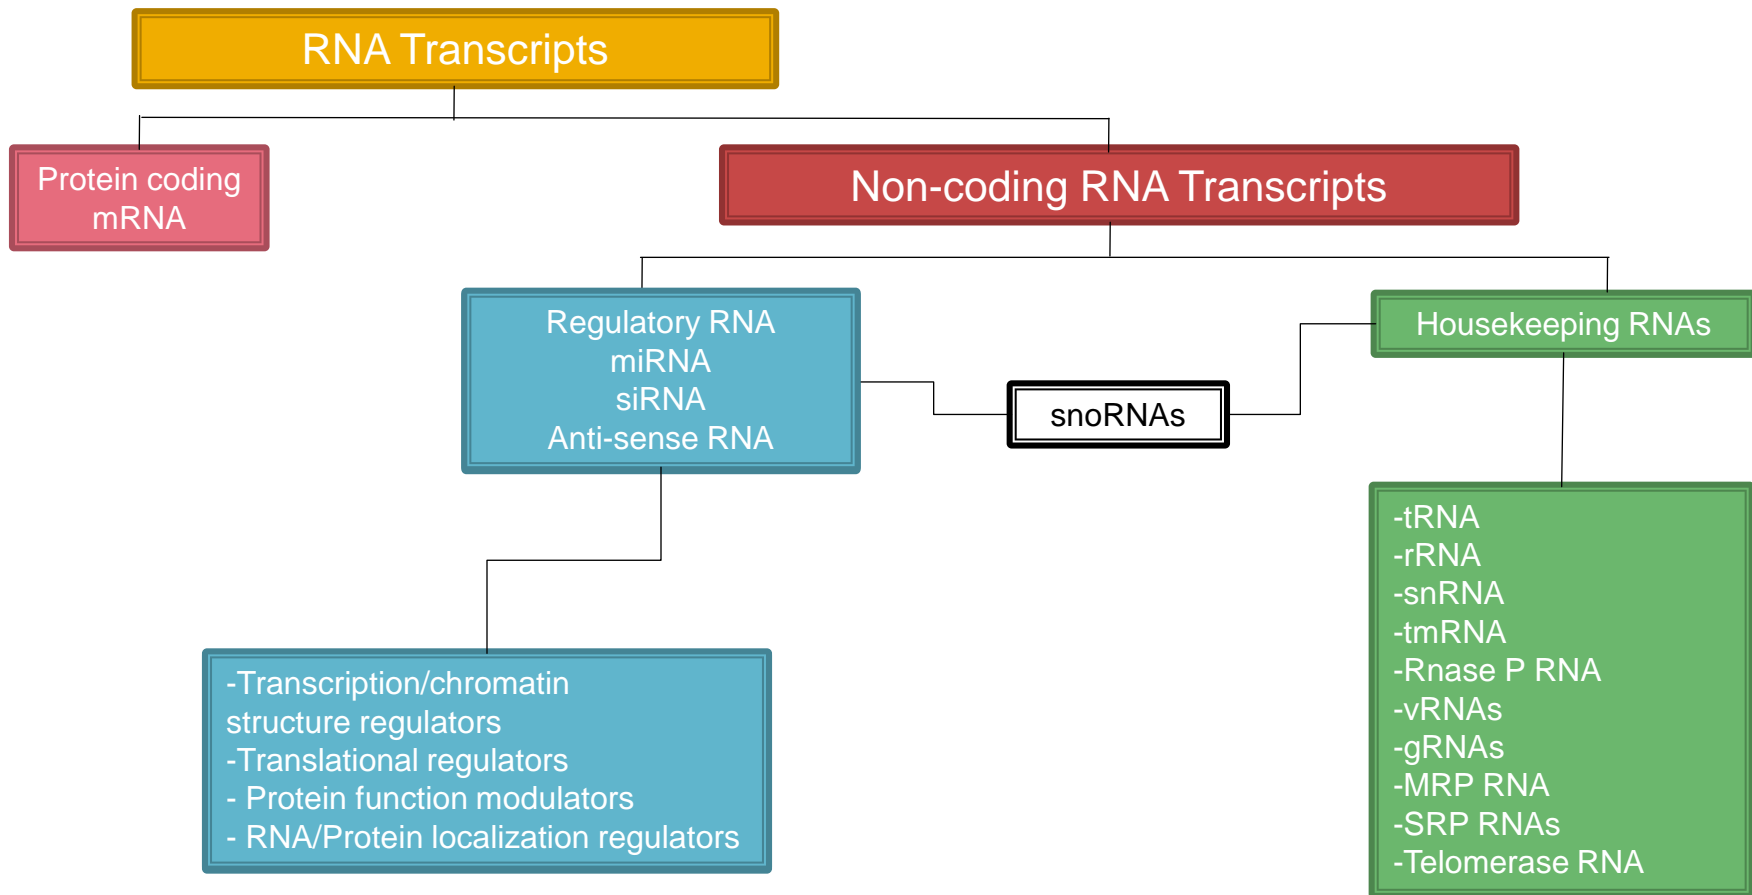 RNA Transcripts
Protein coding
mRNA
Non-coding RNA Transcripts
Regulatory RNA
miRNA
siRNA
Anti-sense RNA
Housekeeping RNAs
snoRNAs
-Transcription/chromatin
structure regulators
-Translational regulators
- Protein function modulators
- RNA/Protein localization regulators
-tRNA
-rRNA
-snRNA
-tmRNA
-Rnase P RNA
-vRNAs
-gRNAs
-MRP RNA
-SRP RNAs
-Telomerase RNA